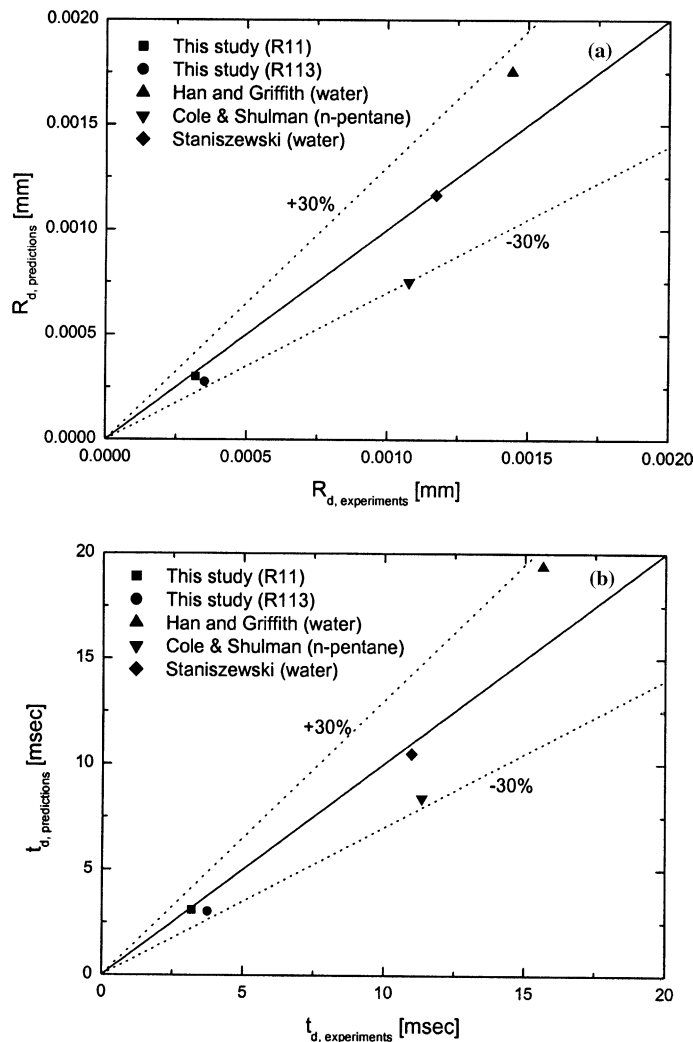 0.0020
This study (R11)
(a)
This study (R113)
Han and Griffith (water)
Cole & Shulman (n-pentane)
Staniszewski (water)
0.0015
0.0010
0.0005
0.0000
+30%
-30%
R d, predictions [mm]
0.0000 0.0005 0.0010 0.0015 0.0020
R d, experiments [mm]
20
This study (R11)
(b)
This study (R113)
Han and Griffith (water)
Cole & Shulman (n-pentane)
Staniszewski (water)
15
10
5
0
+30%
-30%
t d, predictions [msec]
0 5 10 15 20
t d, experiments [msec]